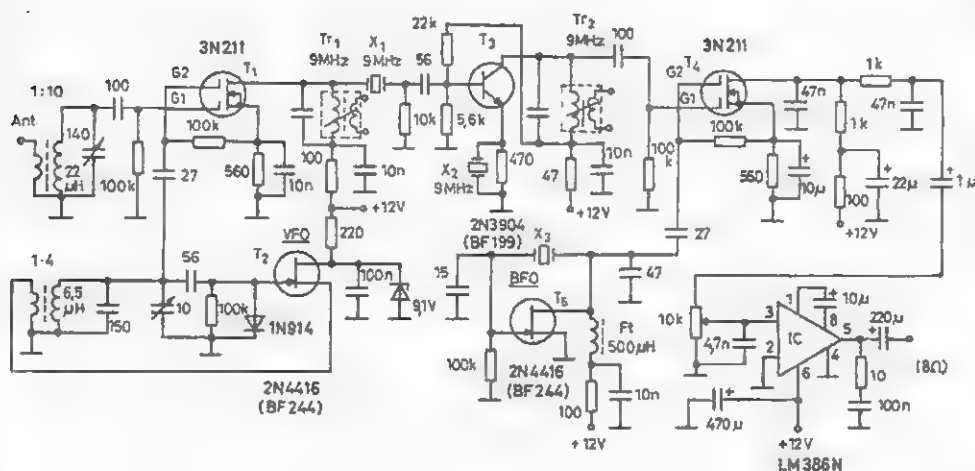 3N211
T₁
G2
G1
1:10
Ant.
140
22
µH
100
100k
100k
27
560
10n
Tr₁
9MHz
X₁
9MHz
100
10n
+12V
220
56
10k
22k
5,6k
T₃
X₂
9MHz
470
2N3904
(BF199)
Tr₂
9MHz
100
47
10n
+12V
100k
3N211
T₄
G2
G1
100k
27
560
10µ
47n
1k
1k
47n
100
22µ
+12V
1µ
1:4
6,5
µH
150
10
56
100k
1N914
T₂
VFO
2N4416
(BF244)
100n
9,1V
15
X₃
BFO
T₅
100k
2N4416
(BF244)
47
Ft
500µH
100
10n
+12V
10k
4,7n
3
2
IC
1
10µ
8
5
4
6
220µ
(8Ω)
10
100n
470µ
+12V
LM386N